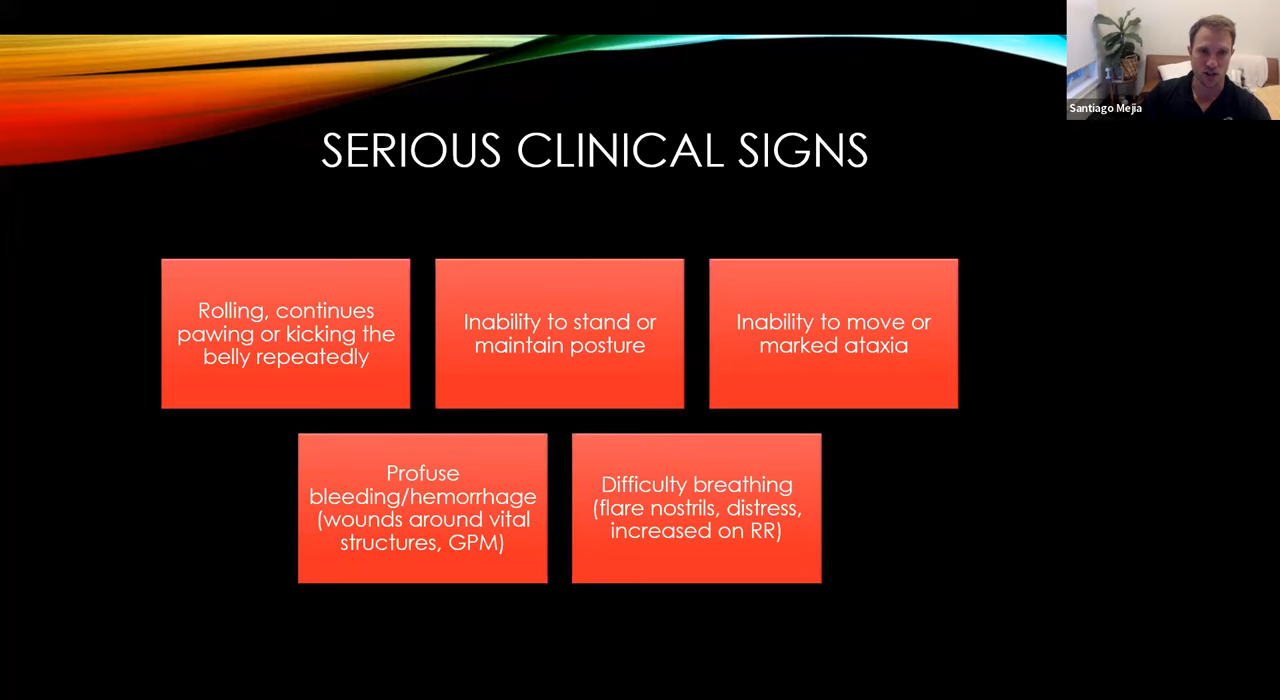 Santiago Mejia
SERIOUS CLINICAL SIGNS
Rolling, continues
pawing or kicking the
belly repeatedly
Inability to stand or
maintain posture
Inability to move or
marked ataxia
Profuse
bleeding/hemorrhage
(wounds around vital
structures, GPM)
Difficulty breathing
(flare nostrils, distress,
increased on RR)